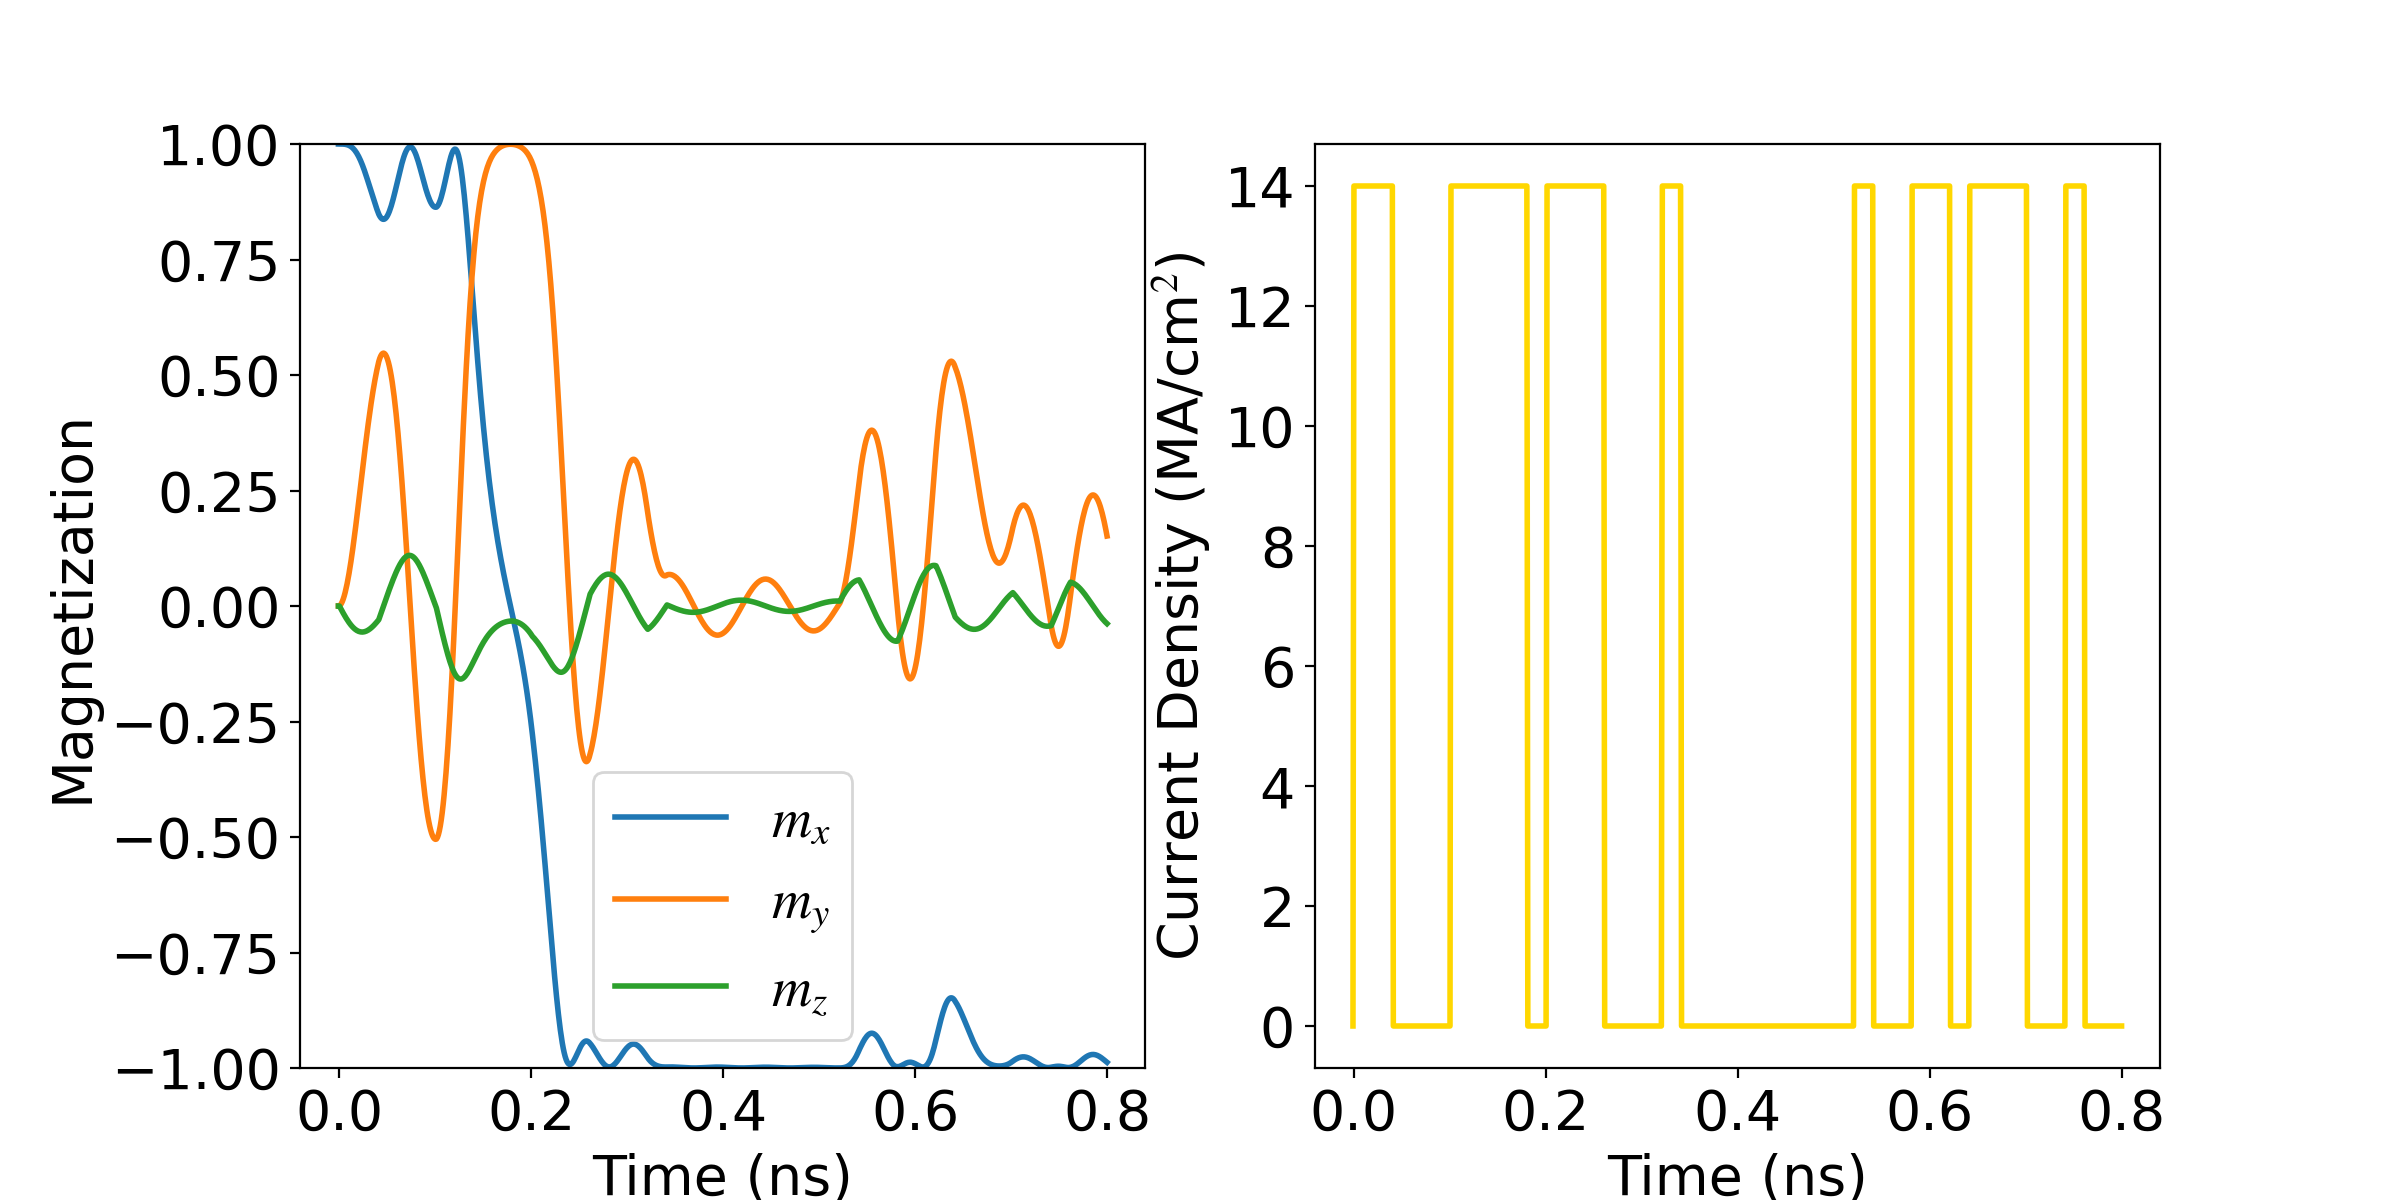 1.00
0.75
0.50
0.25
0.00
−0.25
−0.50
−0.75
−1.00
Magnetization
m_x
m_y
m_z
0.0 0.2 0.4 0.6 0.8
Time (ns)
14
12
10
8
6
4
2
0
Current Density (MA/cm²)
0.0 0.2 0.4 0.6 0.8
Time (ns)